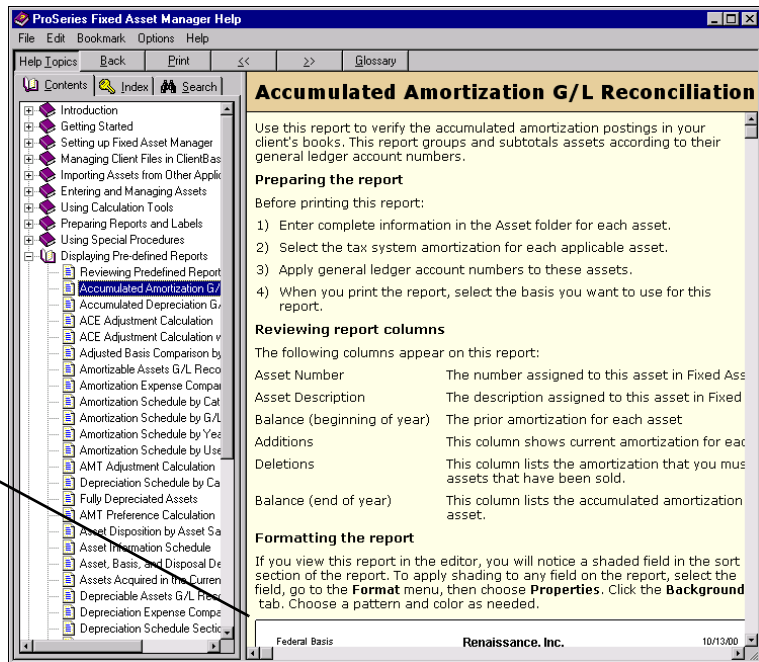 ProSeries Fixed Asset Manager Help
File Edit Bookmark Options Help
Help Topics Back Print << >> Glossary
Contents Index Search
Introduction
Getting Started
Setting up Fixed Asset Manager
Managing Client Files in ClientBas
Importing Assets from Other Applic
Entering and Managing Assets
Using Calculation Tools
Preparing Reports and Labels
Using Special Procedures
Displaying Pre-defined Reports
Reviewing Predefined Report
Accumulated Amortization G/
Accumulated Depreciation G/
ACE Adjustment Calculation
ACE Adjustment Calculation w
Adjusted Basis Comparison by
Amortizable Assets G/L Reco
Amortization Expense Compar
Amortization Schedule by Cat
Amortization Schedule by G/L
Amortization Schedule by Yea
Amortization Schedule by Use
AMT Adjustment Calculation
Depreciation Schedule by Ca
Fully Depreciated Assets
AMT Preference Calculation
Asset Disposition by Asset Sa
Asset Information Schedule
Asset, Basis, and Disposal De
Assets Acquired in the Curren
Depreciable Assets G/L Reco
Depreciation Expense Compa
Depreciation Schedule Sectio
Accumulated Amortization G/L Reconciliation
Use this report to verify the accumulated amortization postings in your
client's books. This report groups and subtotals assets according to their
general ledger account numbers.
Preparing the report
Before printing this report:
1) Enter complete information in the Asset folder for each asset.
2) Select the tax system amortization for each applicable asset.
3) Apply general ledger account numbers to these assets.
4) When you print the report, select the basis you want to use for this
report.
Reviewing report columns
The following columns appear on this report:
Asset Number The number assigned to this asset in Fixed Ass
Asset Description The description assigned to this asset in Fixed
Balance (beginning of year) The prior amortization for each asset
Additions This column shows current amortization for eac
Deletions This column lists the amortization that you mus
assets that have been sold.
Balance (end of year) This column lists the accumulated amortization
asset.
Formatting the report
If you view this report in the editor, you will notice a shaded field in the sort
section of the report. To apply shading to any field on the report, select the
field, go to the Format menu, then choose Properties. Click the Background
tab. Choose a pattern and color as needed.
Federal Basis Renaissance, Inc. 10/13/00